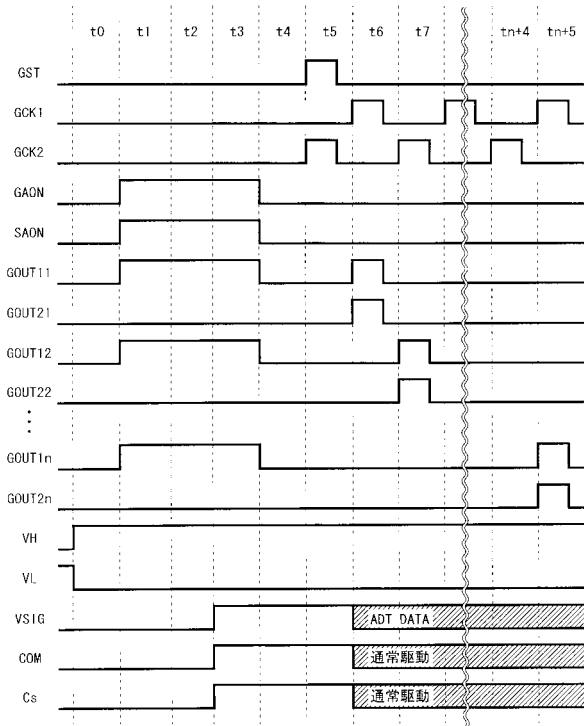 t0 t1 t2 t3 t4 t5 t6 t7 tn+4 tn+5
GST
GCK1
GCK2
GAON
SAON
GOUT11
GOUT21
GOUT12
GOUT22
GOUT1n
GOUT2n
VH
VL
VSIG ADT DATA
COM 通常駆動
Cs 通常駆動